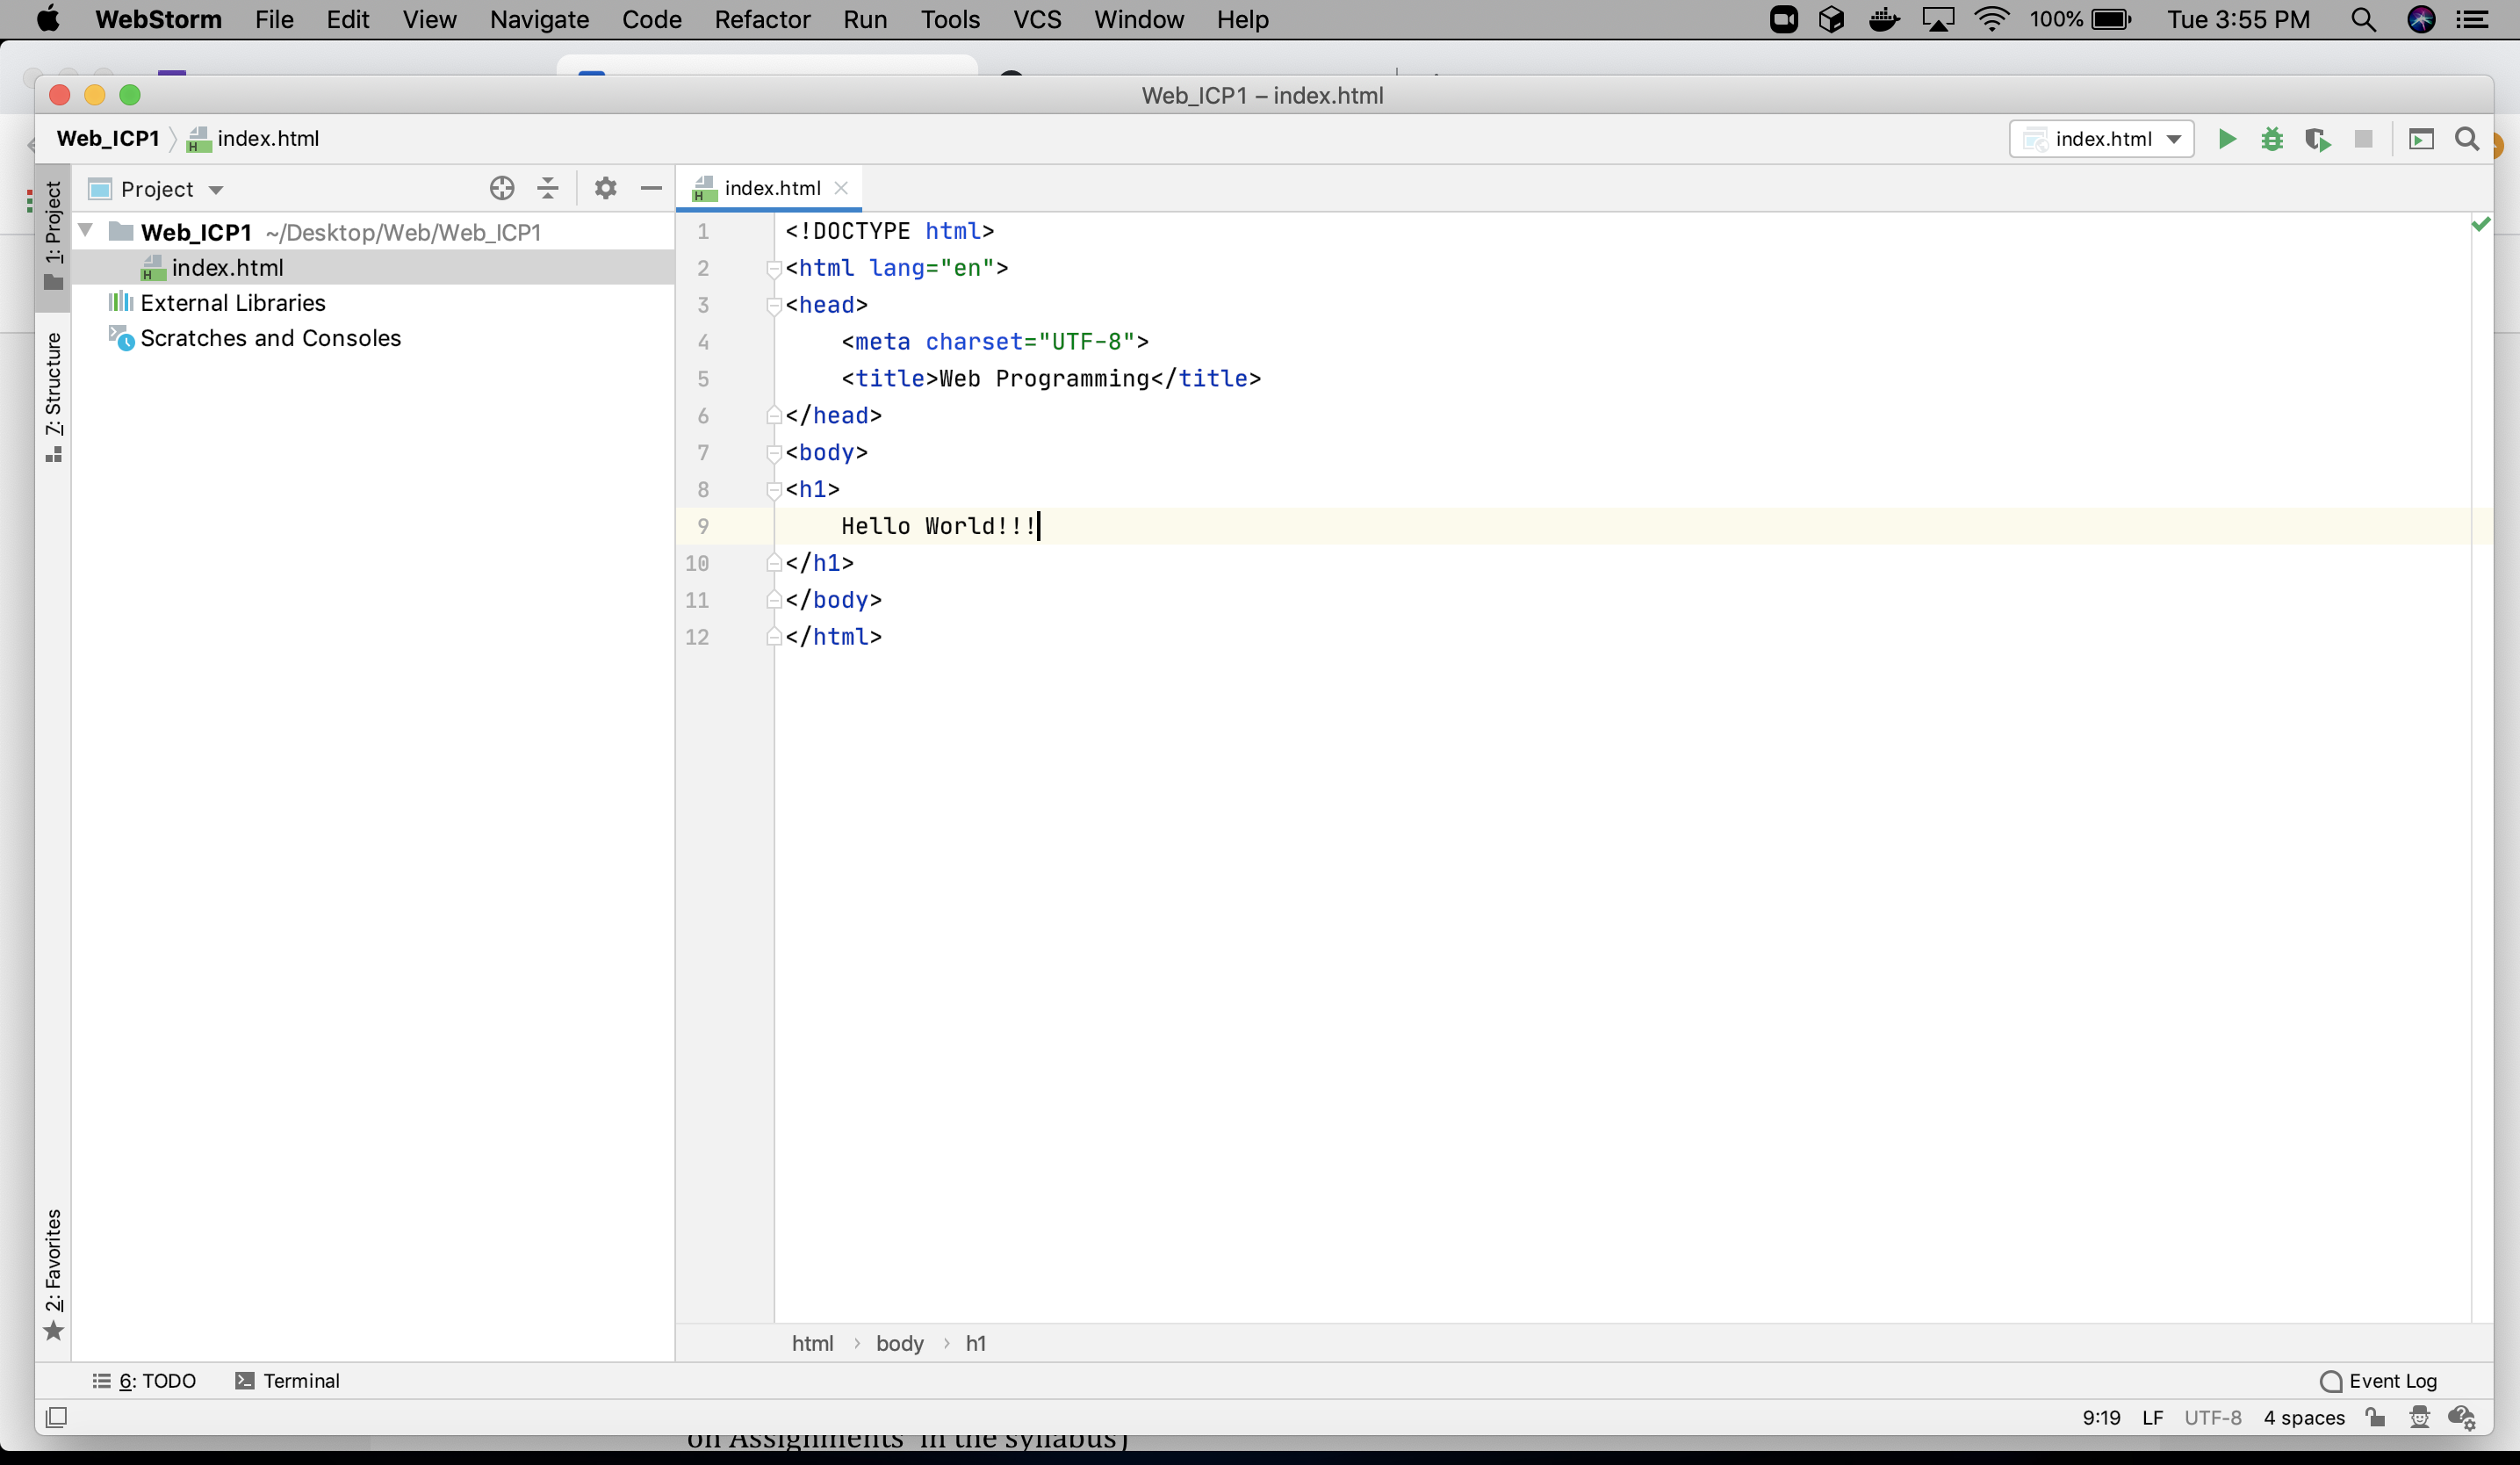 WebStorm File Edit View Navigate Code Refactor Run Tools VCS Window Help 100% Tue 3:55 PM
Web_ICP1 – index.html
Web_ICP1 index.html index.html
1: Project
Project
Web_ICP1 ~/Desktop/Web/Web_ICP1
index.html
External Libraries
Scratches and Consoles
7: Structure
2: Favorites
index.html
1 <!DOCTYPE html>
2 <html lang="en">
3 <head>
4     <meta charset="UTF-8">
5     <title>Web Programming</title>
6 </head>
7 <body>
8 <h1>
9     Hello World!!!
10 </h1>
11 </body>
12 </html>
html › body › h1
6: TODO Terminal Event Log
9:19 LF UTF-8 4 spaces
on Assignments in the syllabus)